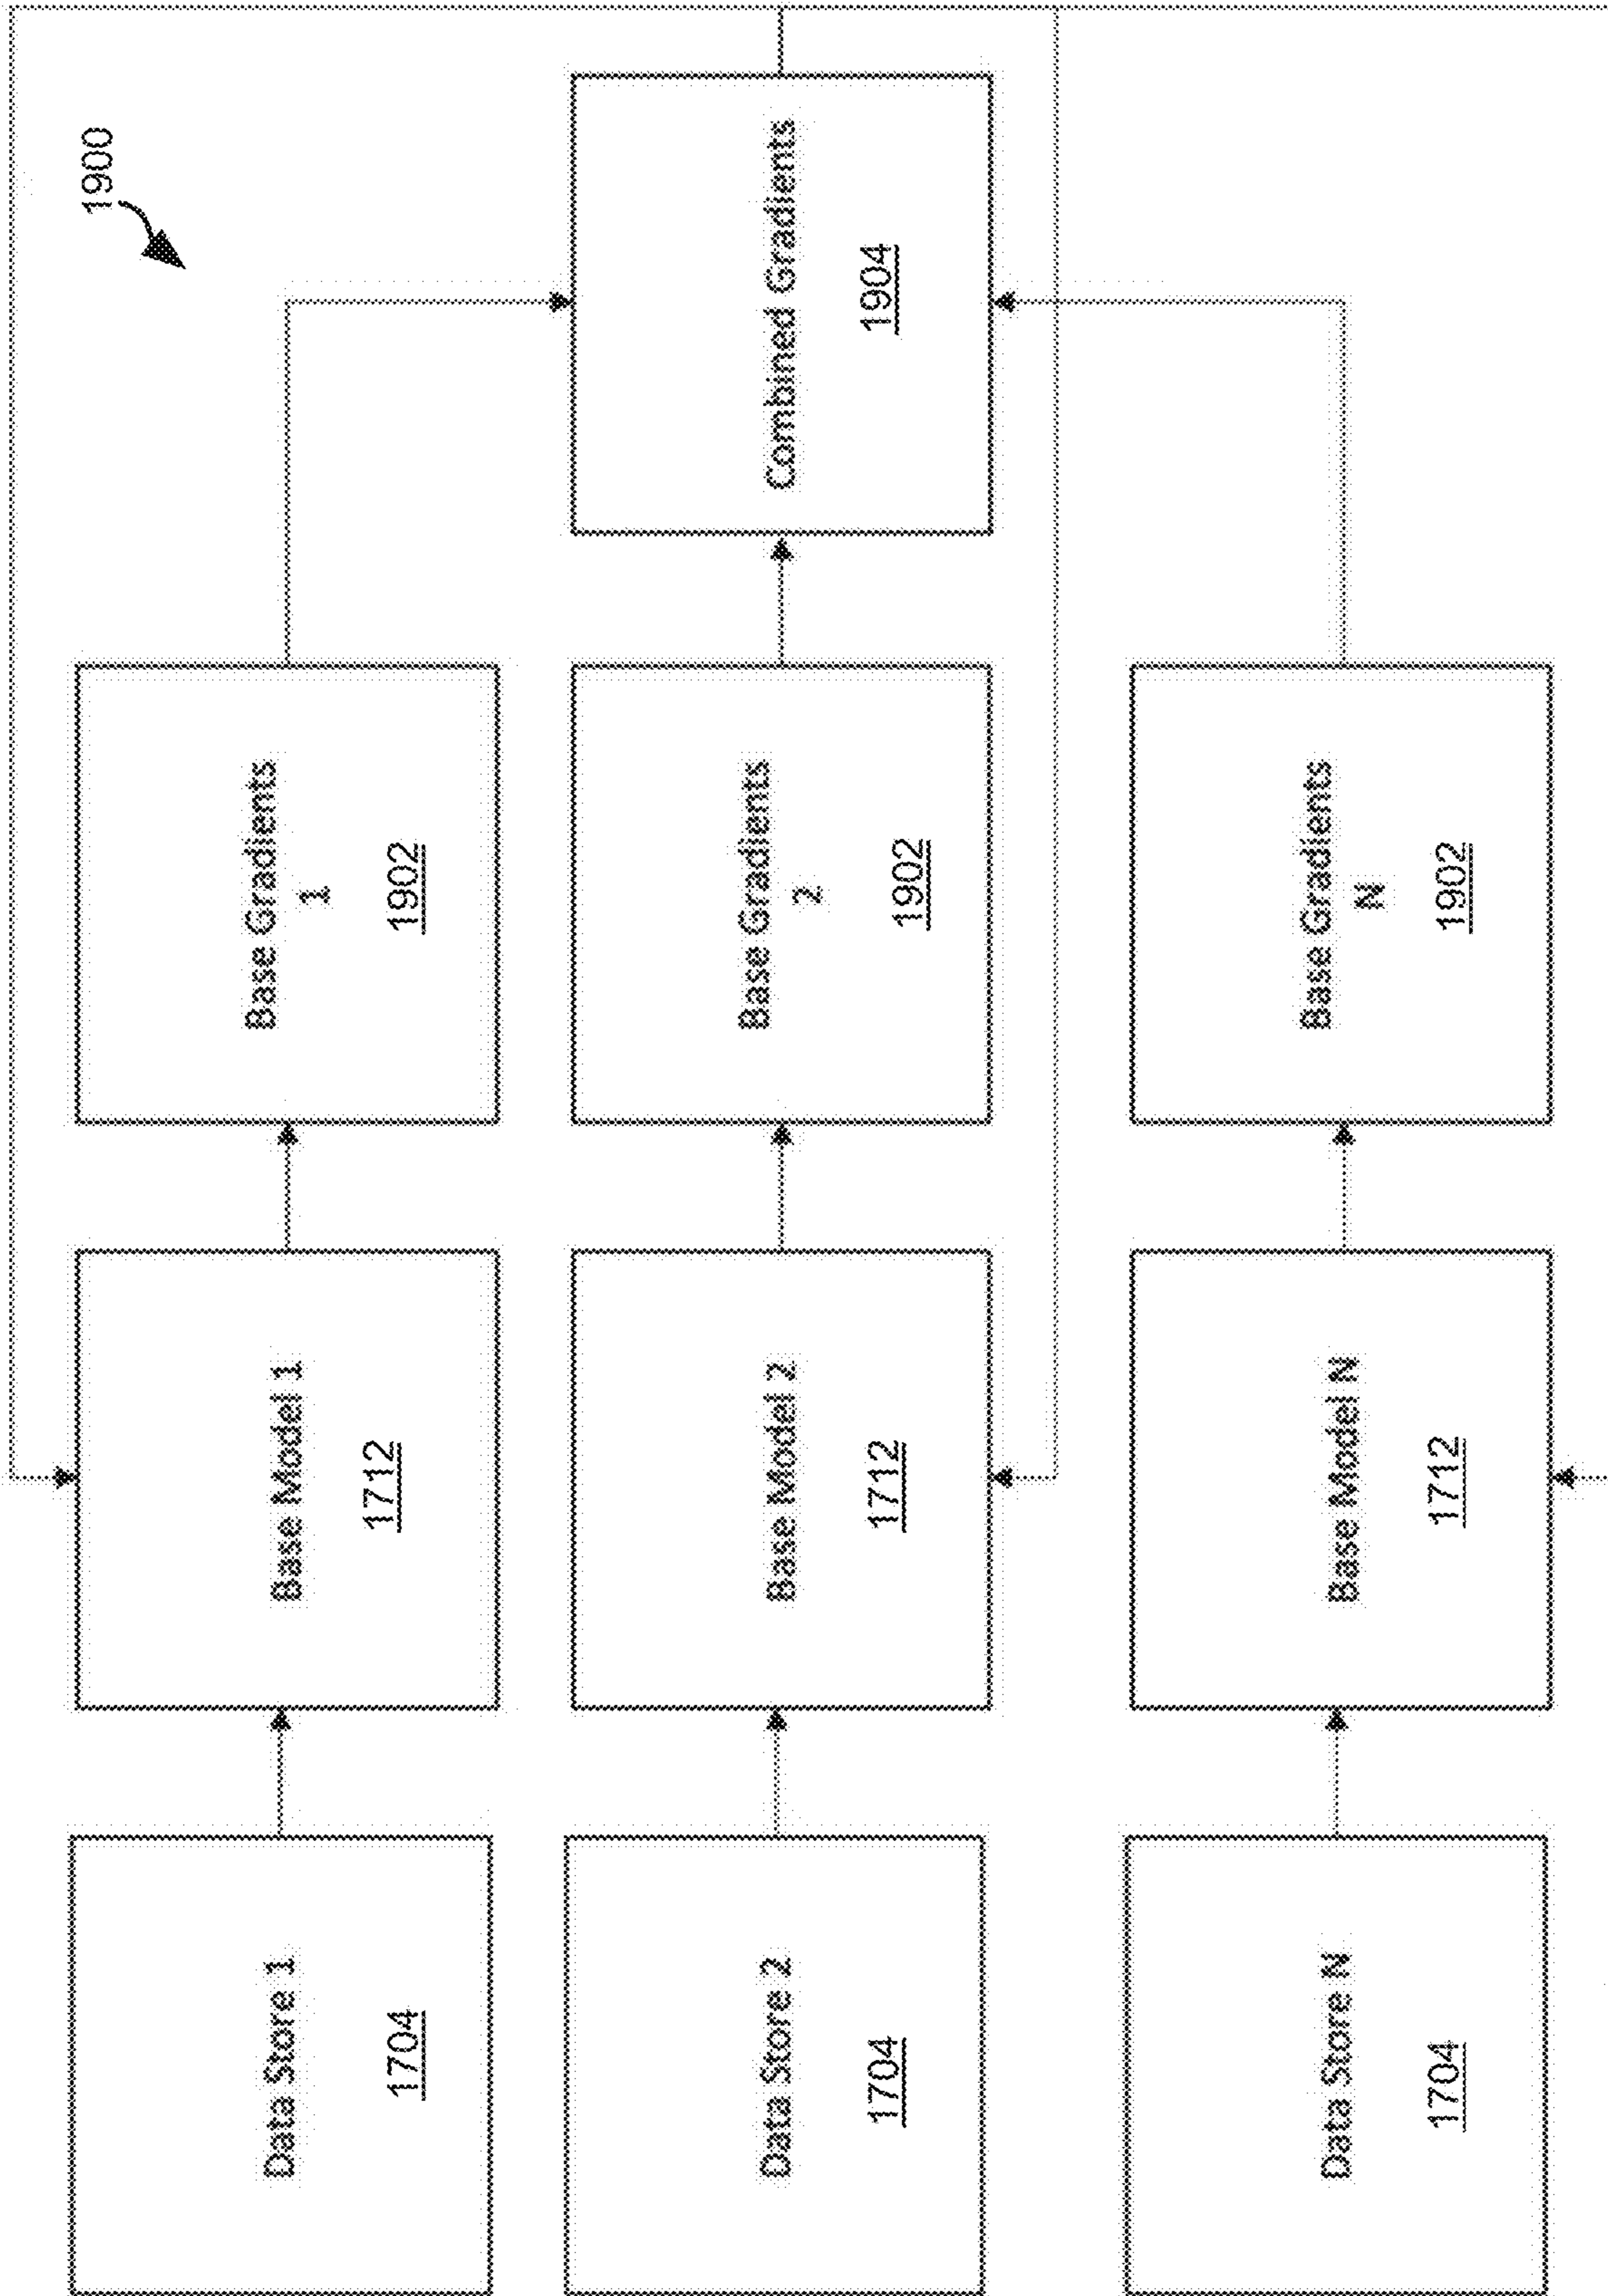 1900
Data Store 1
1704
Base Model 1
1712
Base Gradients
1
1902
Data Store 2
1704
Base Model 2
1712
Base Gradients
2
1902
Combined Gradients
1904
Data Store N
1704
Base Model N
1712
Base Gradients
N
1902